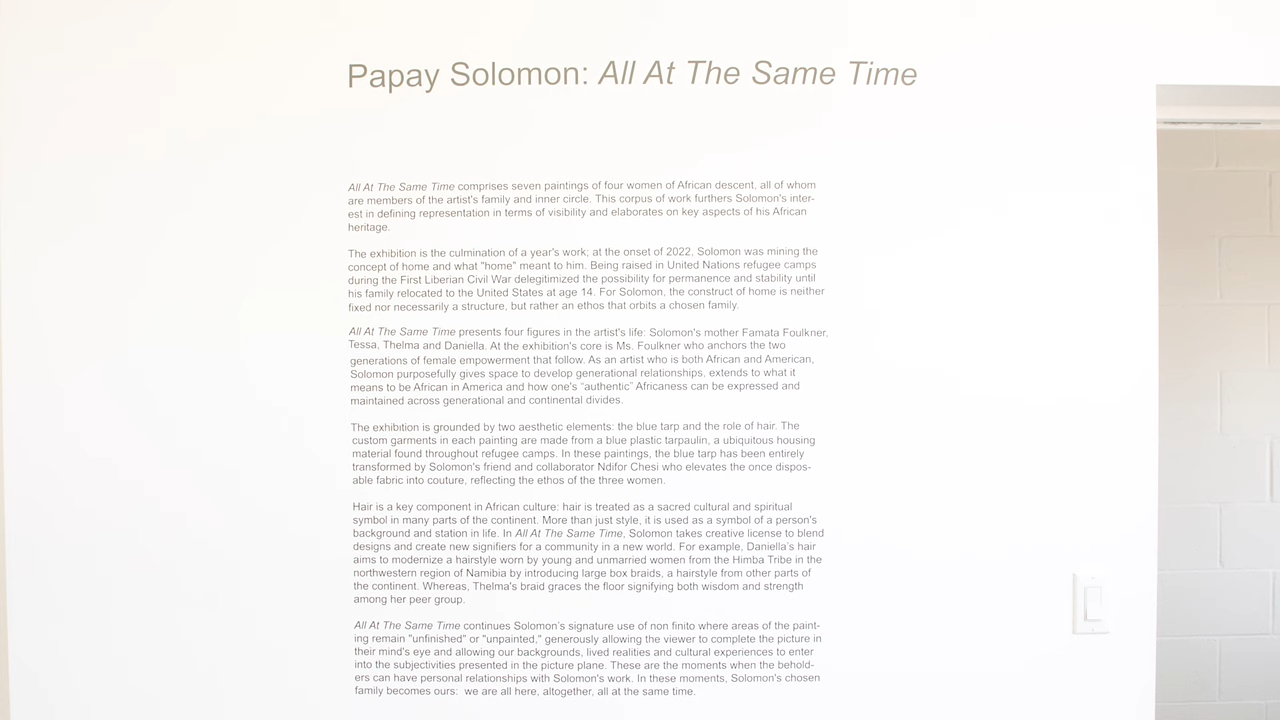 Papay Solomon: All At The Same Time
All At The Same Time comprises seven paintings of four women of African descent, all of whom
are members of the artist's family and inner circle. This corpus of work furthers Solomon's inter-
est in defining representation in terms of visibility and elaborates on key aspects of his African
heritage.
The exhibition is the culmination of a year's work; at the onset of 2022, Solomon was mining the
concept of home and what "home" meant to him. Being raised in United Nations refugee camps
during the First Liberian Civil War delegitimized the possibility for permanence and stability until
his family relocated to the United States at age 14. For Solomon, the construct of home is neither
fixed nor necessarily a structure, but rather an ethos that orbits a chosen family.
All At The Same Time presents four figures in the artist's life: Solomon's mother Famata Foulkner,
Tessa, Thelma and Daniella. At the exhibition's core is Ms. Foulkner who anchors the two
generations of female empowerment that follow. As an artist who is both African and American,
Solomon purposefully gives space to develop generational relationships, extends to what it
means to be African in America and how one's "authentic" Africaness can be expressed and
maintained across generational and continental divides.
The exhibition is grounded by two aesthetic elements: the blue tarp and the role of hair. The
custom garments in each painting are made from a blue plastic tarpaulin, a ubiquitous housing
material found throughout refugee camps. In these paintings, the blue tarp has been entirely
transformed by Solomon's friend and collaborator Ndifor Chesi who elevates the once dispos-
able fabric into couture, reflecting the ethos of the three women.
Hair is a key component in African culture; hair is treated as a sacred cultural and spiritual
symbol in many parts of the continent. More than just style, it is used as a symbol of a person's
background and station in life. In All At The Same Time, Solomon takes creative license to blend
designs and create new signifiers for a community in a new world. For example, Daniella's hair
aims to modernize a hairstyle worn by young and unmarried women from the Himba Tribe in the
northwestern region of Namibia by introducing large box braids, a hairstyle from other parts of
the continent. Whereas, Thelma's braid graces the floor signifying both wisdom and strength
among her peer group.
All At The Same Time continues Solomon's signature use of non finito where areas of the paint-
ing remain "unfinished" or "unpainted," generously allowing the viewer to complete the picture in
their mind's eye and allowing our backgrounds, lived realities and cultural experiences to enter
into the subjectivities presented in the picture plane. These are the moments when the behold-
ers can have personal relationships with Solomon's work. In these moments, Solomon's chosen
family becomes ours: we are all here, altogether, all at the same time.